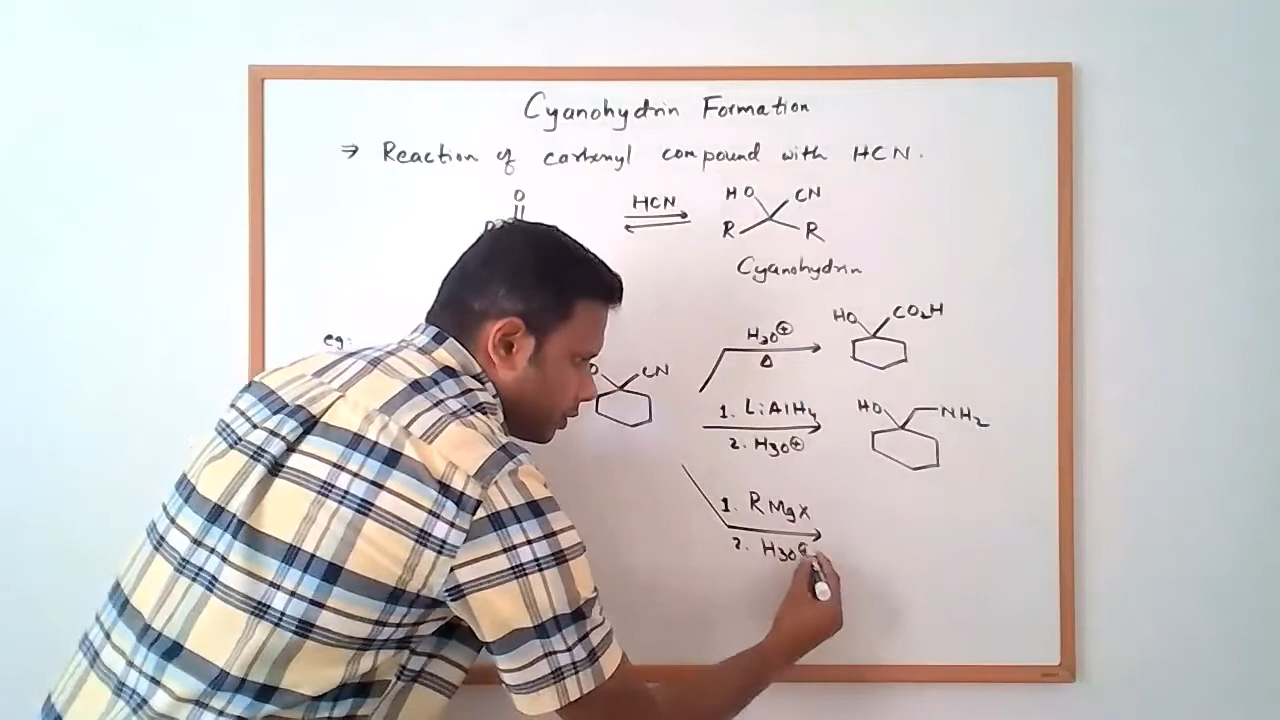 Cyanohydrin Formation
⇒ Reaction of carbonyl compound with HCN.
O
HCN
HO CN
R R
Cyanohydrin
eg:
CN
H3O⊕
Δ
HO CO2H
1. LiAlH4
2. H3O⊕
HO NH2
1. RMgX
2. H3O